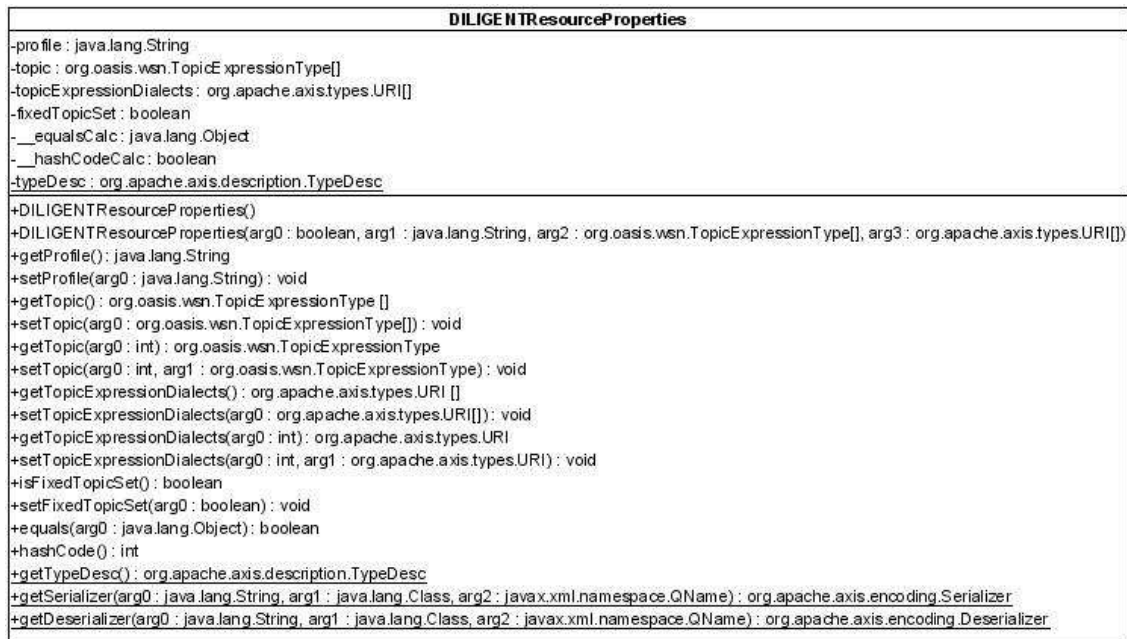 DILIGENTResourceProperties
-profile : java.lang.String
-topic : org.oasis.wsn.TopicExpressionType[]
-topicExpressionDialects : org.apache.axis.types.URI[]
-fixedTopicSet : boolean
-__equalsCalc : java.lang.Object
-__hashCodeCalc : boolean
-typeDesc : org.apache.axis.description.TypeDesc
+DILIGENTResourceProperties()
+DILIGENTResourceProperties(arg0 : boolean, arg1 : java.lang.String, arg2 : org.oasis.wsn.TopicExpressionType[], arg3 : org.apache.axis.types.URI[])
+getProfile() : java.lang.String
+setProfile(arg0 : java.lang.String) : void
+getTopic() : org.oasis.wsn.TopicExpressionType []
+setTopic(arg0 : org.oasis.wsn.TopicExpressionType[]) : void
+getTopic(arg0 : int) : org.oasis.wsn.TopicExpressionType
+setTopic(arg0 : int, arg1 : org.oasis.wsn.TopicExpressionType) : void
+getTopicExpressionDialects() : org.apache.axis.types.URI []
+setTopicExpressionDialects(arg0 : org.apache.axis.types.URI[]) : void
+getTopicExpressionDialects(arg0 : int) : org.apache.axis.types.URI
+setTopicExpressionDialects(arg0 : int, arg1 : org.apache.axis.types.URI) : void
+isFixedTopicSet() : boolean
+setFixedTopicSet(arg0 : boolean) : void
+equals(arg0 : java.lang.Object) : boolean
+hashCode() : int
+getTypeDesc() : org.apache.axis.description.TypeDesc
+getSerializer(arg0 : java.lang.String, arg1 : java.lang.Class, arg2 : javax.xml.namespace.QName) : org.apache.axis.encoding.Serializer
+getDeserializer(arg0 : java.lang.String, arg1 : java.lang.Class, arg2 : javax.xml.namespace.QName) : org.apache.axis.encoding.Deserializer